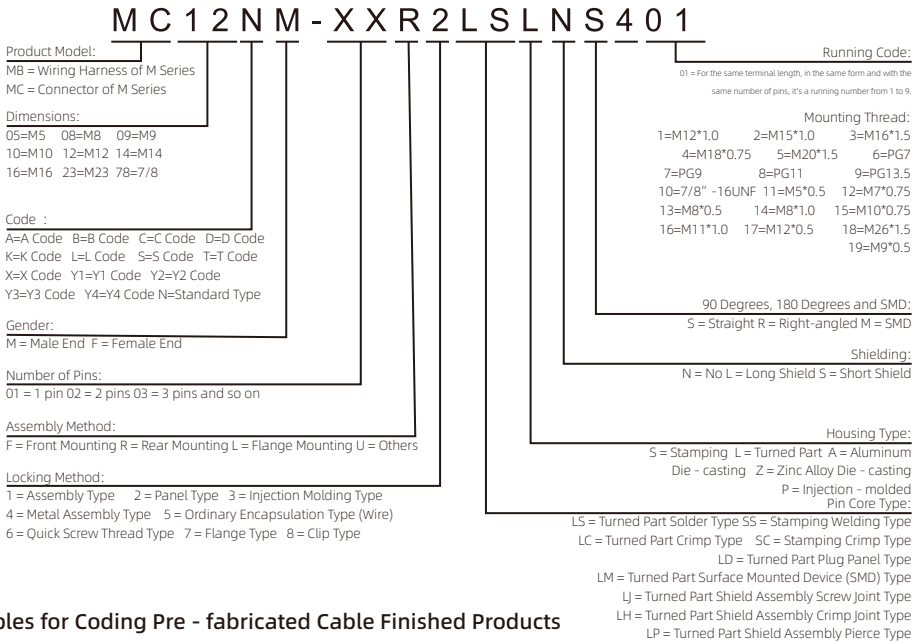 MC12NM-XXR2LSLNS401
Product Model:
MB = Wiring Harness of M Series
MC = Connector of M Series
Dimensions:
05=M5 08=M8 09=M9
10=M10 12=M12 14=M14
16=M16 23=M23 78=7/8
Code :
A=A Code B=B Code C=C Code D=D Code
K=K Code L=L Code S=S Code T=T Code
X=X Code Y1=Y1 Code Y2=Y2 Code
Y3=Y3 Code Y4=Y4 Code N=Standard Type
Gender:
M = Male End F = Female End
Number of Pins:
01 = 1 pin 02 = 2 pins 03 = 3 pins and so on
Assembly Method:
F = Front Mounting R = Rear Mounting L = Flange Mounting U = Others
Locking Method:
1 = Assembly Type 2 = Panel Type 3 = Injection Molding Type
4 = Metal Assembly Type 5 = Ordinary Encapsulation Type (Wire)
6 = Quick Screw Thread Type 7 = Flange Type 8 = Clip Type
Running Code:
01 = For the same terminal length, in the same form and with the
same number of pins, it's a running number from 1 to 9.
Mounting Thread:
1=M12*1.0 2=M15*1.0 3=M16*1.5
4=M18*0.75 5=M20*1.5 6=PG7
7=PG9 8=PG11 9=PG13.5
10=7/8" -16UNF 11=M5*0.5 12=M7*0.75
13=M8*0.5 14=M8*1.0 15=M10*0.75
16=M11*1.0 17=M12*0.5 18=M26*1.5
19=M9*0.5
90 Degrees, 180 Degrees and SMD:
S = Straight R = Right-angled M = SMD
Shielding:
N = No L = Long Shield S = Short Shield
Housing Type:
S = Stamping L = Turned Part A = Aluminum
Die - casting Z = Zinc Alloy Die - casting
P = Injection - molded
Pin Core Type:
LS = Turned Part Solder Type SS = Stamping Welding Type
LC = Turned Part Crimp Type SC = Stamping Crimp Type
LD = Turned Part Plug Panel Type
LM = Turned Part Surface Mounted Device (SMD) Type
LJ = Turned Part Shield Assembly Screw Joint Type
LH = Turned Part Shield Assembly Crimp Joint Type
LP = Turned Part Shield Assembly Pierce Type
for Coding Pre - fabricated Cable Finished Products